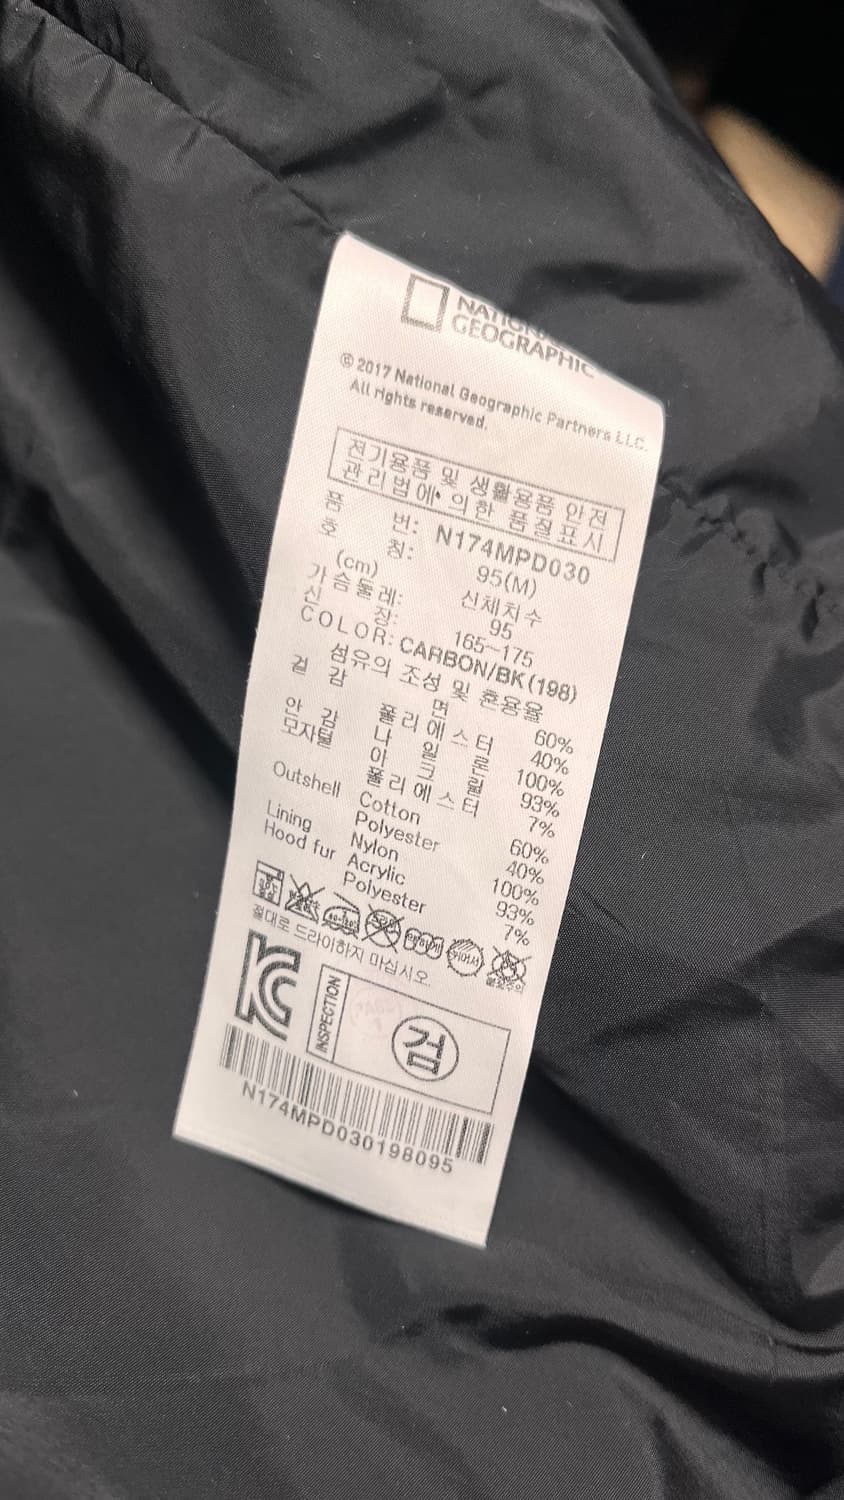 NATIONAL
GEOGRAPHIC
© 2017 National Geographic Partners LLC.
All rights reserved.
전기용품 및 생활용품 안전
관리법에 의한 품질표시
품 번: N174MPD030
호 칭: 95(M)
(cm) 신체치수
가슴둘레: 95
신 장: 165~175
COLOR: CARBON/BK(198)
섬유의 조성 및 혼용율
겉 감 면 60%
폴리에스터 40%
안 감 나 일 론 100%
모자털 아 크 릴 93%
폴리에스터 7%
Outshell Cotton 60%
Polyester 40%
Lining Nylon 100%
Hood fur Acrylic 93%
Polyester 7%
절대로 드라이하지 마십시오.
불꽃주의
INSPECTION
검
N174MPD030198095